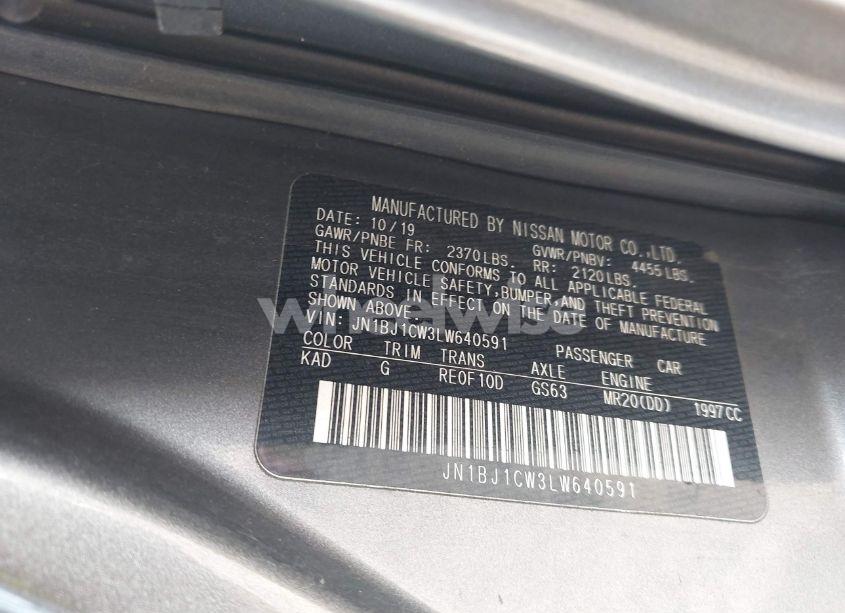 MANUFACTURED BY NISSAN MOTOR CO.,LTD.
DATE: 10/19 GVWR/PNBV: 4455LBS.
GAWR/PNBE FR: 2370LBS. RR: 2120LBS.
THIS VEHICLE CONFORMS TO ALL APPLICABLE FEDERAL
MOTOR VEHICLE SAFETY,BUMPER,AND THEFT PREVENTION
STANDARDS IN EFFECT ON THE DATE OF MANUFACTURE
SHOWN ABOVE.
VIN: JN1BJ1CW3LW640591 PASSENGER CAR
COLOR TRIM TRANS AXLE ENGINE
KAD G RE0F10D GS63 MR20(DD) 1997CC
JN1BJ1CW3LW640591
wheelwise